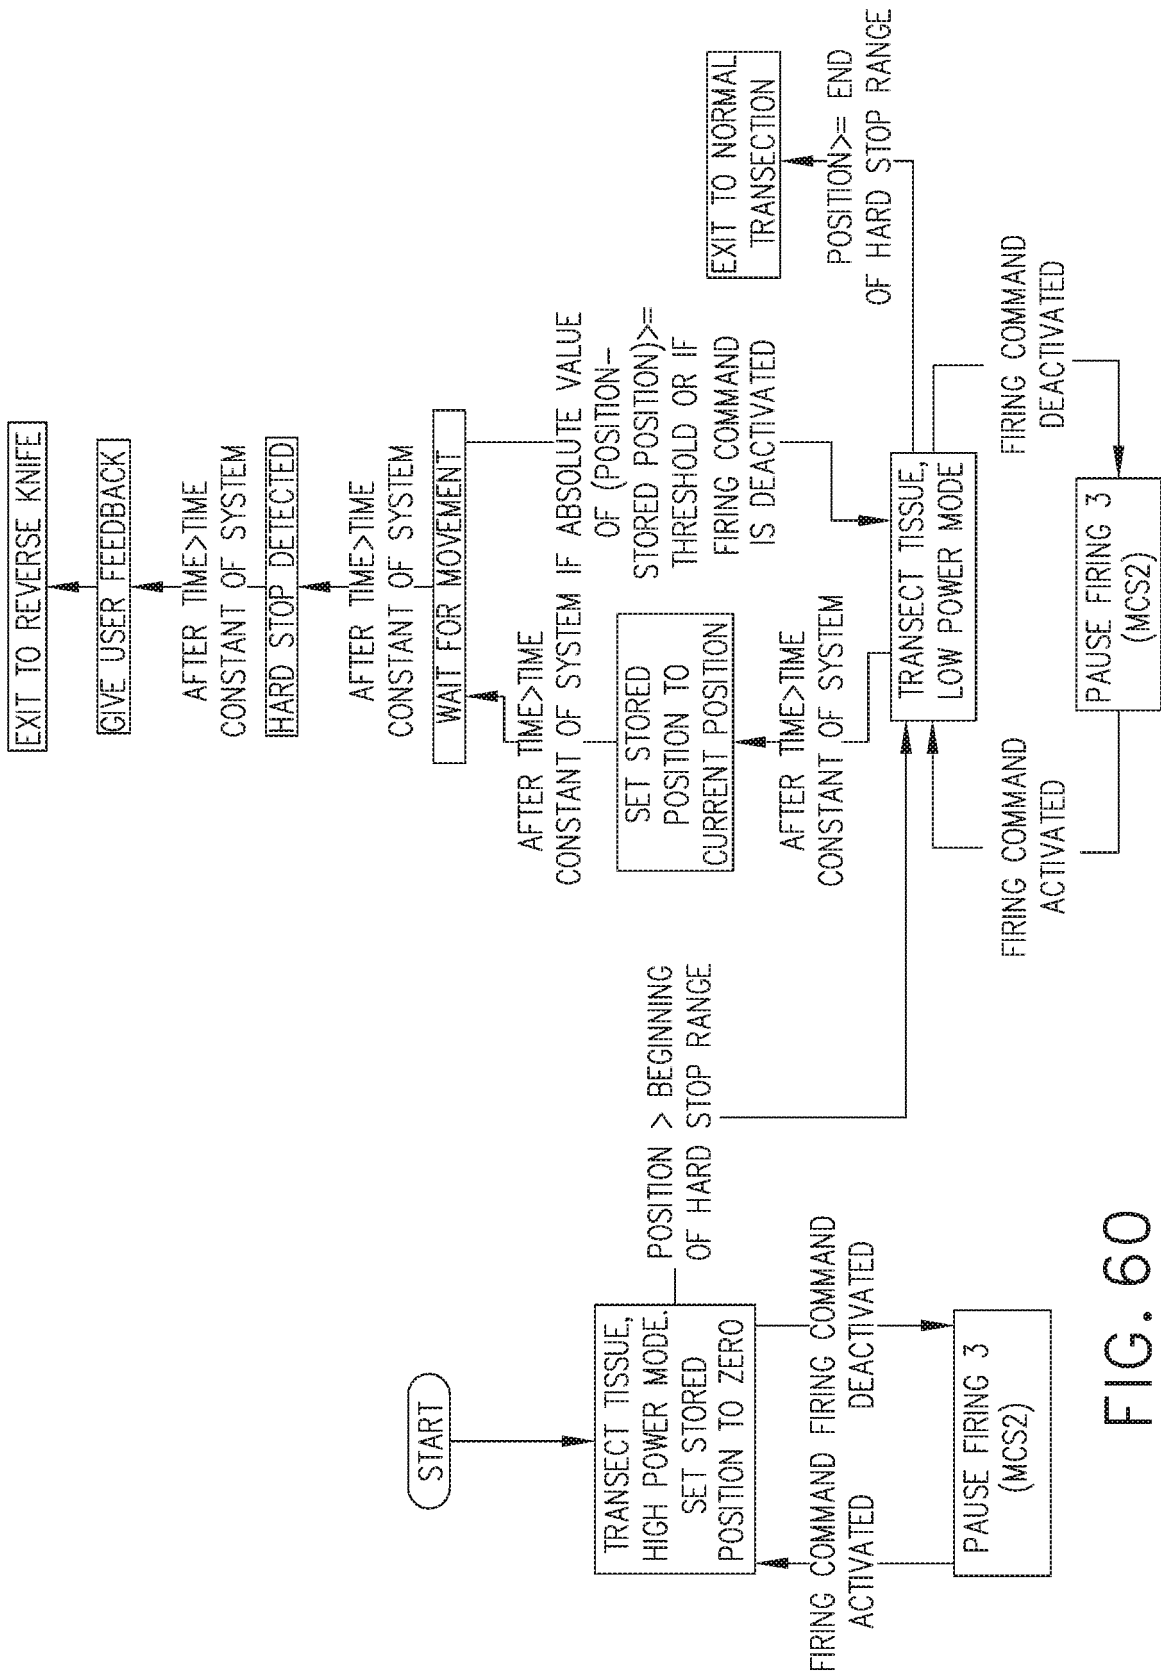 START
TRANSECT TISSUE,
HIGH POWER MODE.
SET STORED
POSITION TO ZERO
FIRING COMMAND
ACTIVATED
FIRING COMMAND
DEACTIVATED
PAUSE FIRING 3
(MCS2)
POSITION > BEGINNING
OF HARD STOP RANGE
EXIT TO REVERSE KNIFE
GIVE USER FEEDBACK
AFTER TIME>TIME
CONSTANT OF SYSTEM
HARD STOP DETECTED
AFTER TIME>TIME
CONSTANT OF SYSTEM
WAIT FOR MOVEMENT
AFTER TIME>TIME
CONSTANT OF SYSTEM
IF ABSOLUTE VALUE
OF (POSITION-
STORED POSITION)>=
THRESHOLD OR IF
FIRING COMMAND
IS DEACTIVATED
SET STORED
POSITION TO
CURRENT POSITION
AFTER TIME>TIME
CONSTANT OF SYSTEM
TRANSECT TISSUE,
LOW POWER MODE
EXIT TO NORMAL
TRANSECTION
POSITION>= END
OF HARD STOP RANGE
FIRING COMMAND
ACTIVATED
FIRING COMMAND
DEACTIVATED
PAUSE FIRING 3
(MCS2)
FIG. 60